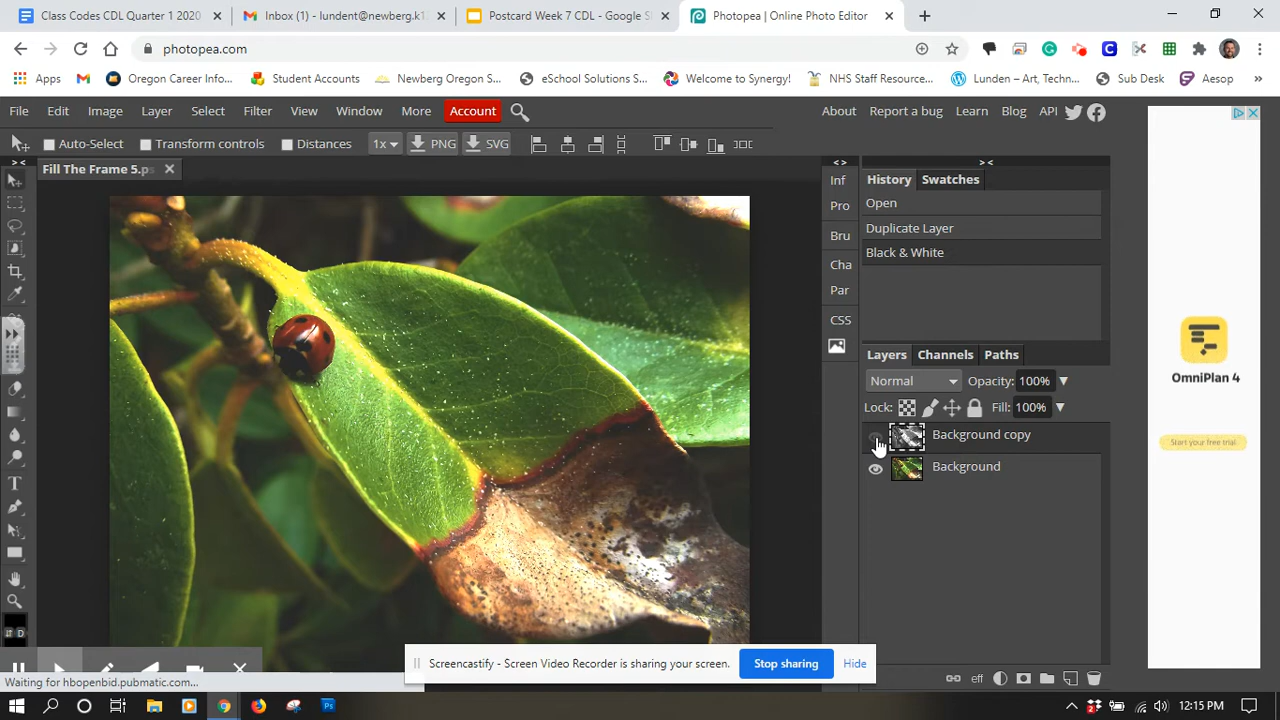 Class Codes CDL Quarter 1 2020
Inbox (1) - lundent@newberg.k1
Postcard Week 7 CDL - Google S
Photopea | Online Photo Editor
photopea.com
Apps
Oregon Career Info...
Student Accounts
Newberg Oregon S...
eSchool Solutions S...
Welcome to Synergy!
NHS Staff Resource...
Lunden – Art, Techn...
Sub Desk
Aesop
File Edit Image Layer Select Filter View Window More Account
About Report a bug Learn Blog API
Auto-Select Transform controls Distances 1x PNG SVG
Fill The Frame 5.ps
Inf
Pro
Bru
Cha
Par
CSS
History Swatches
Open
Duplicate Layer
Black & White
Layers Channels Paths
Normal Opacity: 100%
Lock: Fill: 100%
Background copy
Background
eff
OmniPlan 4
Start your free trial.
Screencastify - Screen Video Recorder is sharing your screen. Stop sharing Hide
Waiting for hbopenbid.pubmatic.com...
12:15 PM